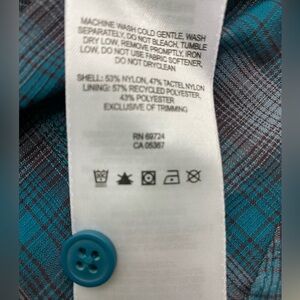 MACHINE WASH COLD GENTLE, WASH
SEPARATELY, DO NOT BLEACH, TUMBLE
DRY LOW, REMOVE PROMPTLY, IRON
LOW, DO NOT USE FABRIC SOFTENER,
DO NOT DRYCLEAN
SHELL: 53% NYLON, 47% TACTEL NYLON
LINING: 57% RECYCLED POLYESTER,
43% POLYESTER
EXCLUSIVE OF TRIMMING
RN 69724
CA 05367